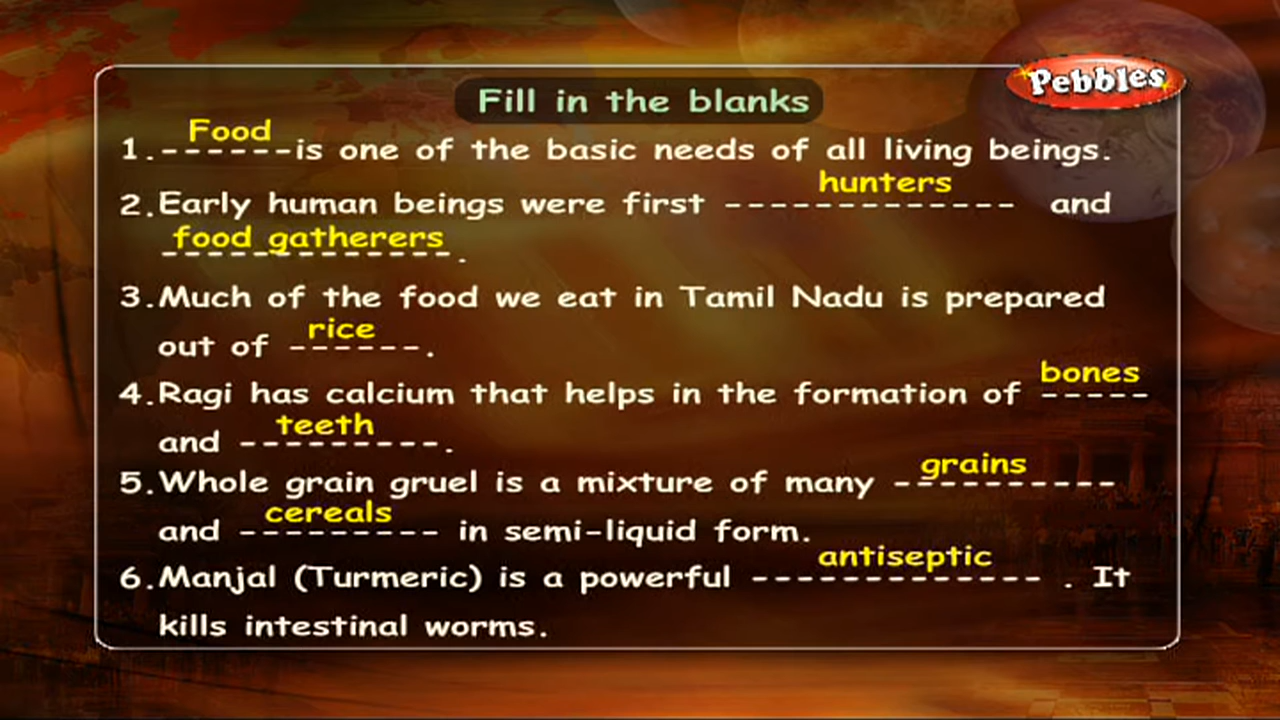 Pebbles
Fill in the blanks
Food
1.------is one of the basic needs of all living beings.
hunters
2.Early human beings were first ------------- and
food gatherers
-------------.
3.Much of the food we eat in Tamil Nadu is prepared
rice
out of ------.
bones
4.Ragi has calcium that helps in the formation of -----
teeth
and ---------.
grains
5.Whole grain gruel is a mixture of many ----------
cereals
and --------- in semi-liquid form.
antiseptic
6.Manjal (Turmeric) is a powerful ------------- . It
kills intestinal worms.